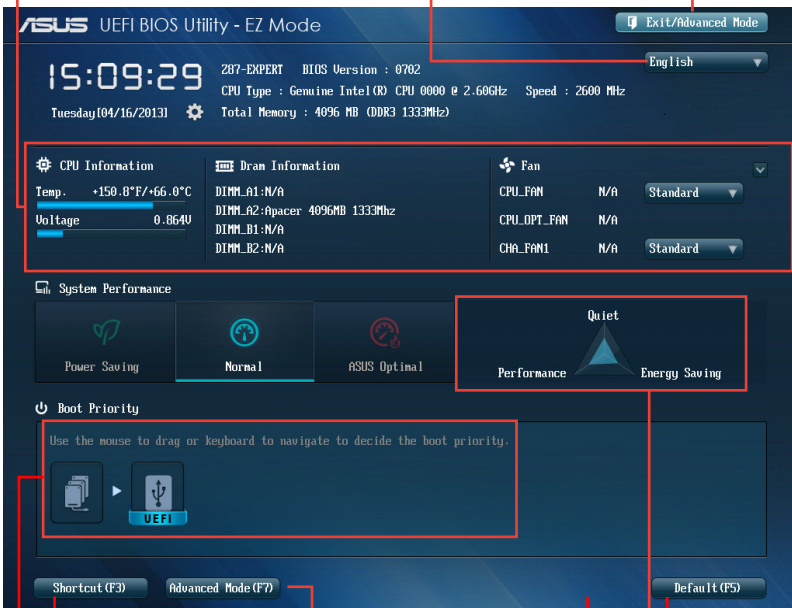 ASUS UEFI BIOS Utility - EZ Mode
Exit/Advanced Mode
English
15:09:29
Tuesday[04/16/2013]
287-EXPERT BIOS Version : 0702
CPU Type : Genuine Intel(R) CPU 0000 @ 2.60GHz Speed : 2600 MHz
Total Memory : 4096 MB (DDR3 1333MHz)
CPU Information
Temp. +150.8°F/+66.0°C
Voltage 0.864V
Dram Information
DIMM_A1:N/A
DIMM_A2:Apacer 4096MB 1333Mhz
DIMM_B1:N/A
DIMM_B2:N/A
Fan
CPU_FAN N/A Standard
CPU_OPT_FAN N/A
CHA_FAN1 N/A Standard
System Performance
Power Saving
Normal
ASUS Optimal
Quiet
Performance
Energy Saving
Boot Priority
Use the mouse to drag or keyboard to navigate to decide the boot priority.
UEFI
Shortcut(F3)
Advanced Mode(F7)
Default(F5)